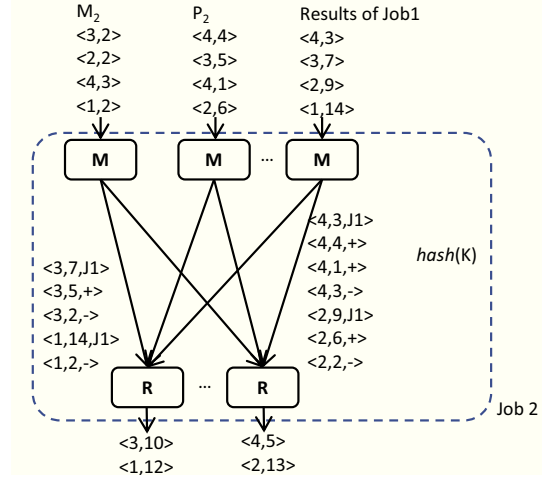 M2 P2 Results of Job1
<3,2> <4,4> <4,3>
<2,2> <3,5> <3,7>
<4,3> <4,1> <2,9>
<1,2> <2,6> <1,14>
M M ... M
<4,3,J1>
<4,4,+>
<4,1,+>
<4,3,->
<2,9,J1>
<2,6,+>
<2,2,->
hash(K)
<3,7,J1>
<3,5,+>
<3,2,->
<1,14,J1>
<1,2,->
R ... R
Job 2
<3,10> <4,5>
<1,12> <2,13>